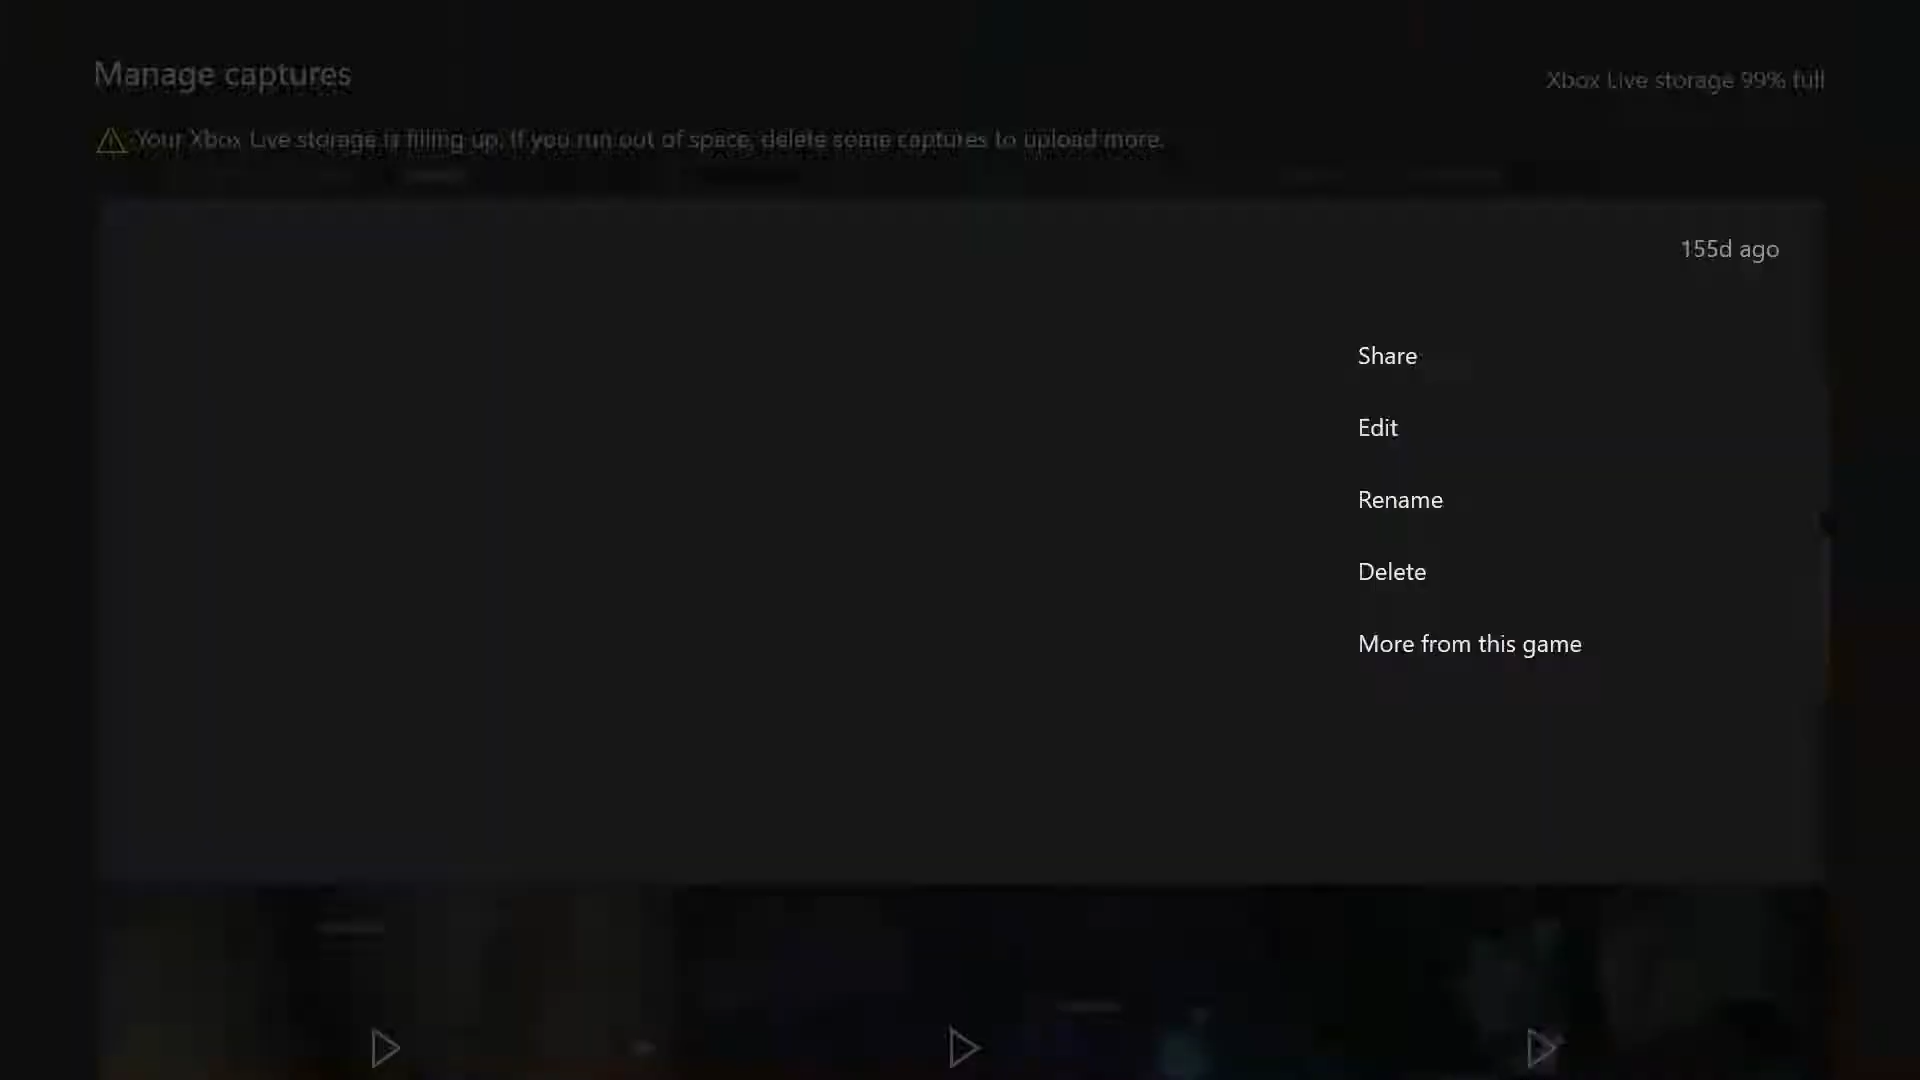 Manage captures
Xbox Live storage 99% full
Your Xbox Live storage is filling up. If you run out of space, delete some captures to upload more.
155d ago
Share
Edit
Rename
Delete
More from this game